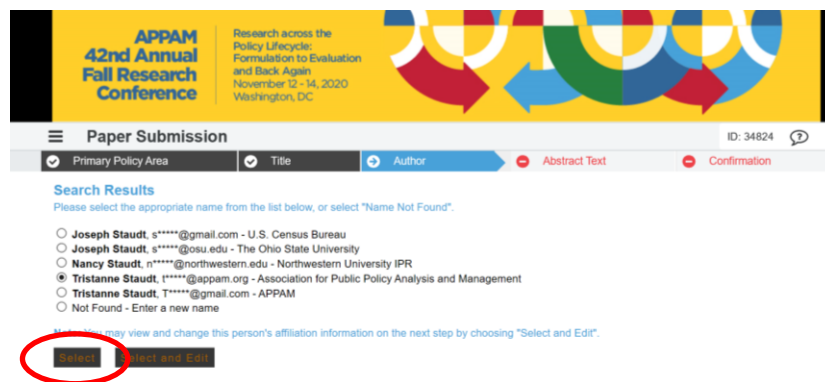 APPAM
42nd Annual
Fall Research
Conference
Research across the
Policy Lifecycle:
Formulation to Evaluation
and Back Again
November 12 - 14, 2020
Washington, DC
Paper Submission
ID: 34824
Primary Policy Area
Title
Author
Abstract Text
Confirmation
Search Results
Please select the appropriate name from the list below, or select "Name Not Found".
Joseph Staudt, s*****@gmail.com - U.S. Census Bureau
Joseph Staudt, s*****@osu.edu - The Ohio State University
Nancy Staudt, n*****@northwestern.edu - Northwestern University IPR
Tristanne Staudt, t*****@appam.org - Association for Public Policy Analysis and Management
Tristanne Staudt, T*****@gmail.com - APPAM
Not Found - Enter a new name
Note: You may view and change this person's affiliation information on the next step by choosing "Select and Edit".
Select
Select and Edit